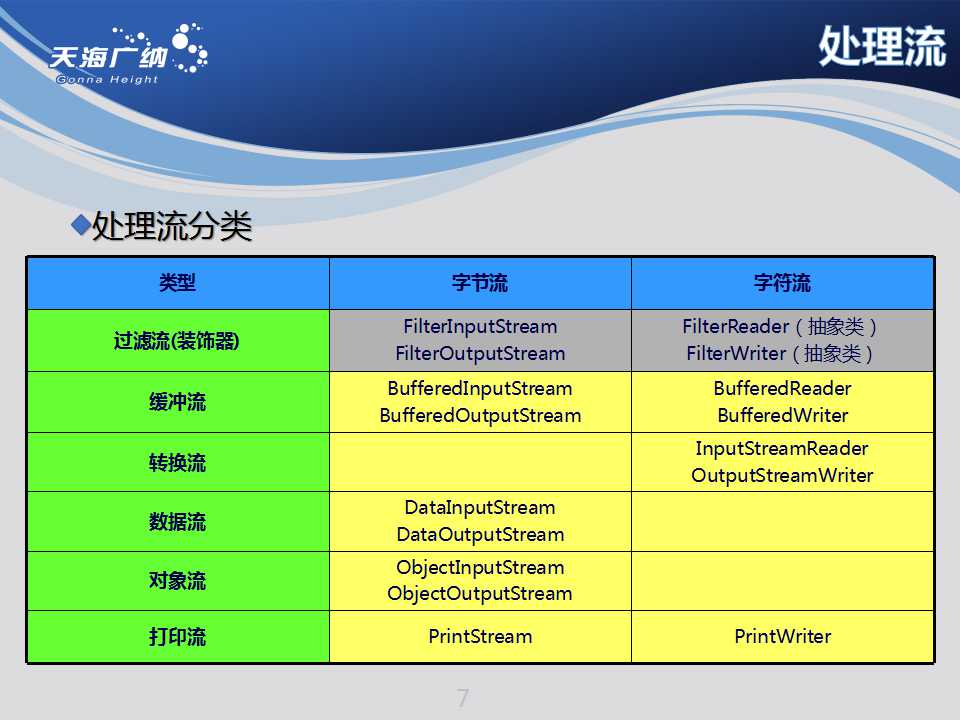 天海广纳
Gonna Height
处理流
处理流分类
类型 字节流 字符流
过滤流(装饰器)
FilterInputStream
FilterOutputStream
FilterReader（抽象类）
FilterWriter（抽象类）
缓冲流
BufferedInputStream
BufferedOutputStream
BufferedReader
BufferedWriter
转换流
InputStreamReader
OutputStreamWriter
数据流
DataInputStream
DataOutputStream
对象流
ObjectInputStream
ObjectOutputStream
打印流 PrintStream PrintWriter
7